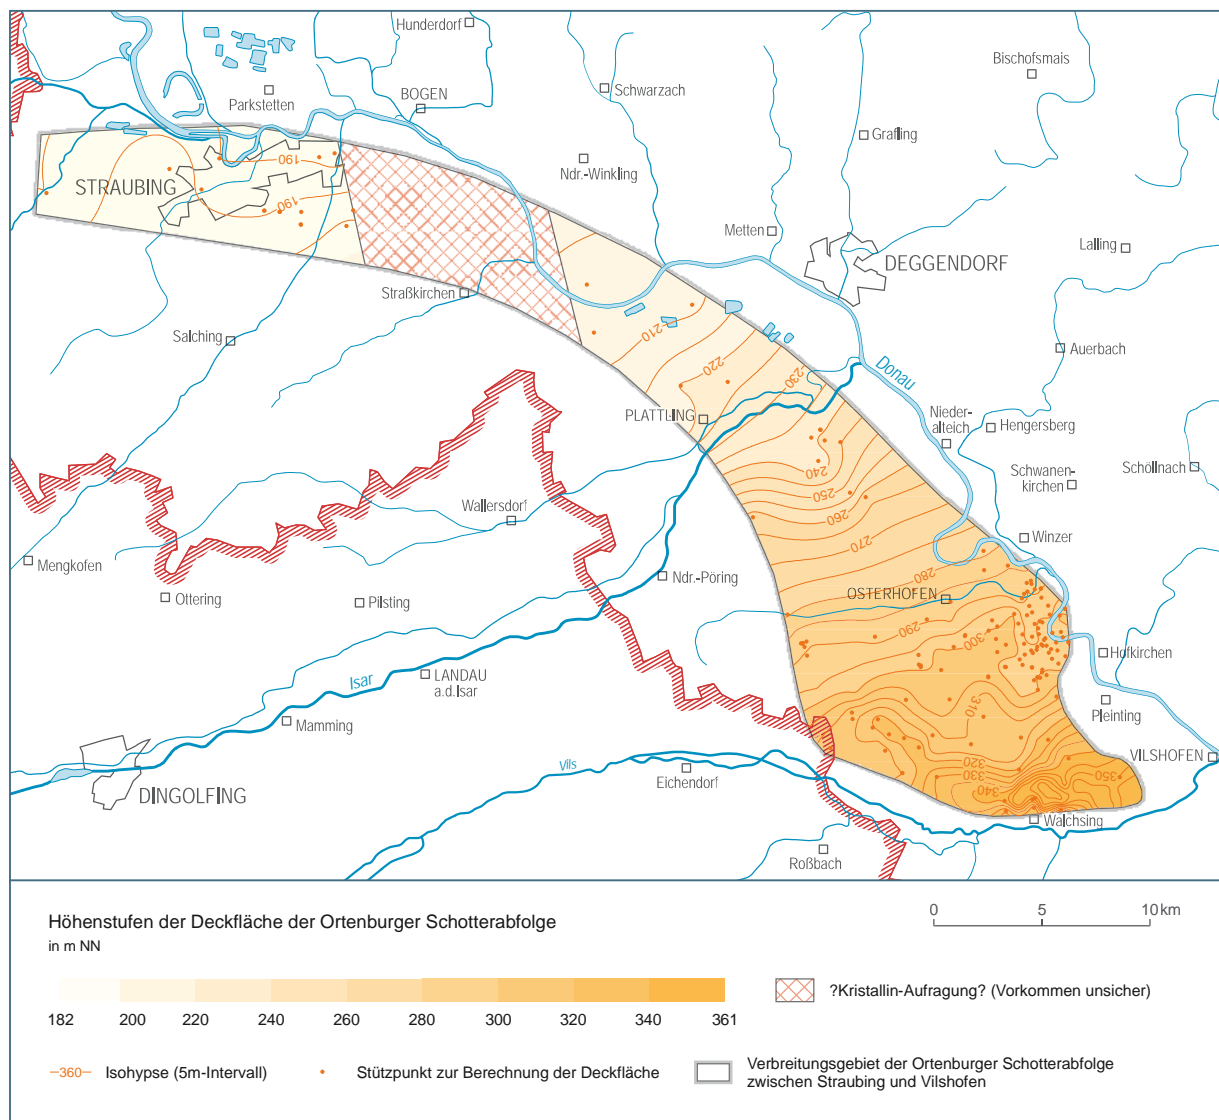 Hunderdorf
Bischofsmais
Parkstetten
BOGEN
Schwarzach
Grafling
190
Ndr.-Winkling
STRAUBING
190
Metten
Lalling
DEGGENDORF
Straßkirchen
Salching
210
Auerbach
220
230
Donau
PLATTLING
Nieder-
alteich
Hengersberg
240
Schwanen-
kirchen
Schöllnach
250
Wallersdorf
260
Winzer
270
Mengkofen
Ndr.-Pöring
280
OSTERHOFEN
Ottering
Pilsting
290
300
Hofkirchen
Isar
LANDAU
a.d.Isar
310
Pleinting
Mamming
VILSHOFEN
Vils
320
330
350
Eichendorf
340
DINGOLFING
Walchsing
Roßbach
Höhenstufen der Deckfläche der Ortenburger Schotterabfolge
in m NN
0 5 10 km
182 200 220 240 260 280 300 320 340 361
?Kristallin-Aufragung? (Vorkommen unsicher)
360 Isohypse (5m-Intervall)
Stützpunkt zur Berechnung der Deckfläche
Verbreitungsgebiet der Ortenburger Schotterabfolge
zwischen Straubing und Vilshofen